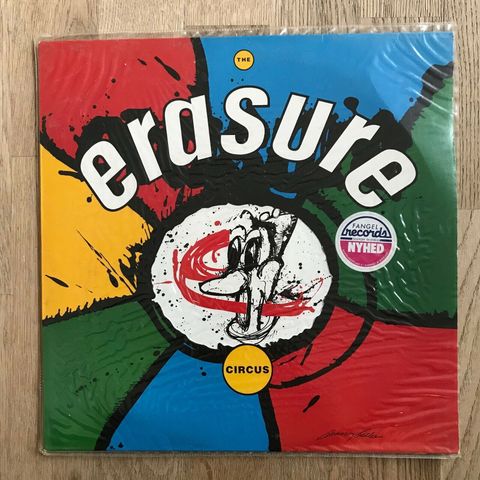 THE
erasure
FANGEL
records
NYHED
CIRCUS